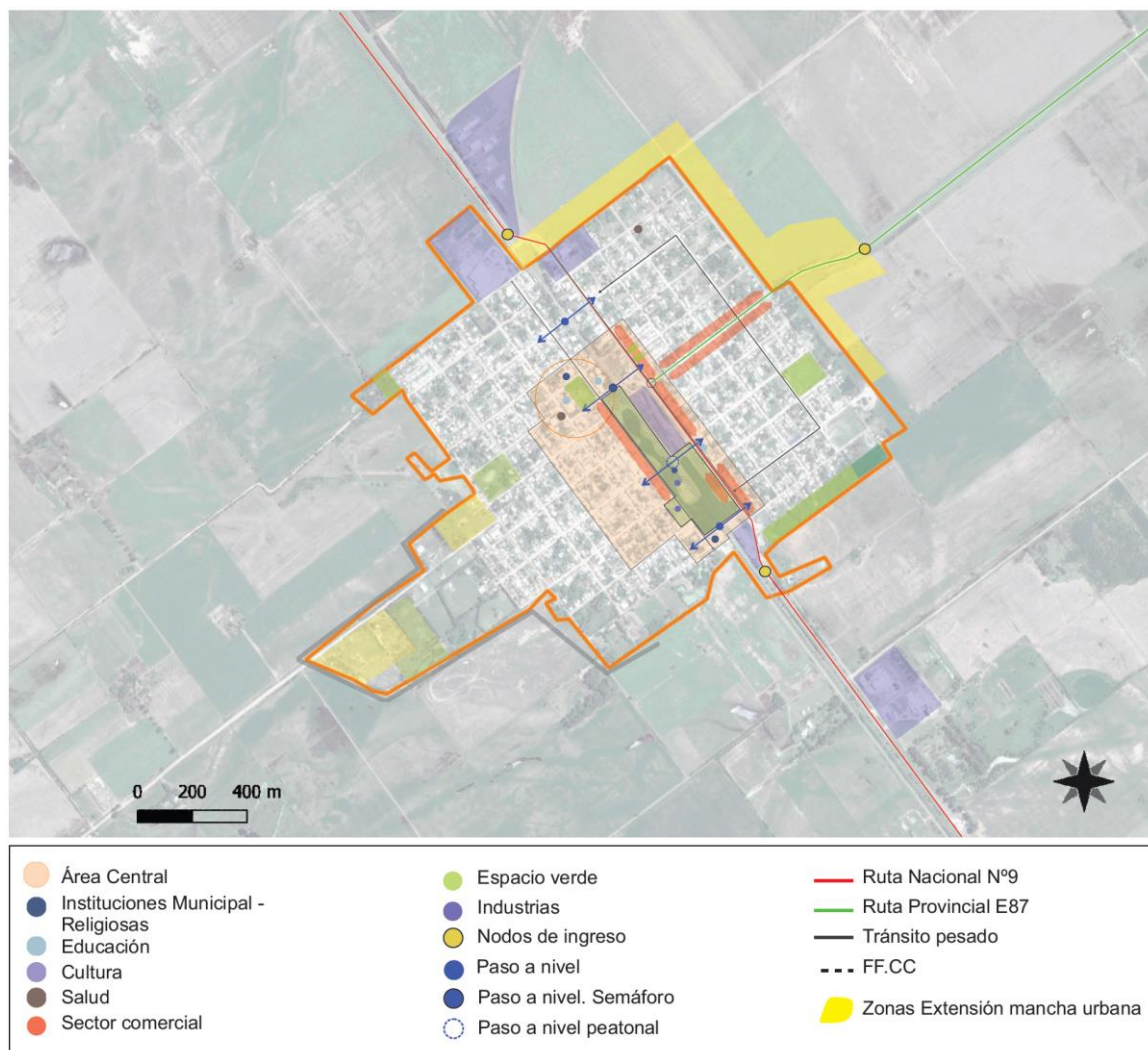 0 200 400 m
Área Central
Instituciones Municipal -
Religiosas
Educación
Cultura
Salud
Sector comercial
Espacio verde
Industrias
Nodos de ingreso
Paso a nivel
Paso a nivel. Semáforo
Paso a nivel peatonal
Ruta Nacional Nº9
Ruta Provincial E87
Tránsito pesado
FF.CC
Zonas Extensión mancha urbana